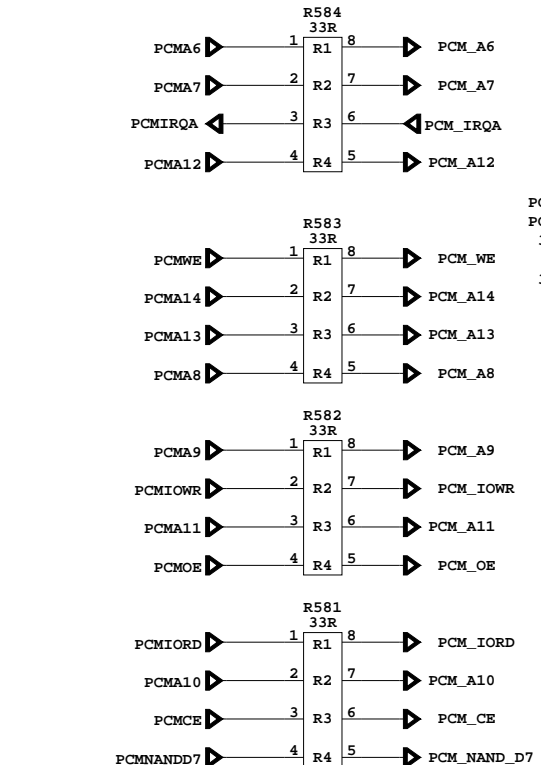 R584
33R
PCMA6 1 R1 8 PCM_A6
PCMA7 2 R2 7 PCM_A7
PCMIRQA 3 R3 6 PCM_IRQA
PCMA12 4 R4 5 PCM_A12
R583
33R
PCMWE 1 R1 8 PCM_WE
PCMA14 2 R2 7 PCM_A14
PCMA13 3 R3 6 PCM_A13
PCMA8 4 R4 5 PCM_A8
R582
33R
PCMA9 1 R1 8 PCM_A9
PCMIOWR 2 R2 7 PCM_IOWR
PCMA11 3 R3 6 PCM_A11
PCMOE 4 R4 5 PCM_OE
R581
33R
PCMIORD 1 R1 8 PCM_IORD
PCMA10 2 R2 7 PCM_A10
PCMCE 3 R3 6 PCM_CE
PCMNANDD7 4 R4 5 PCM_NAND_D7